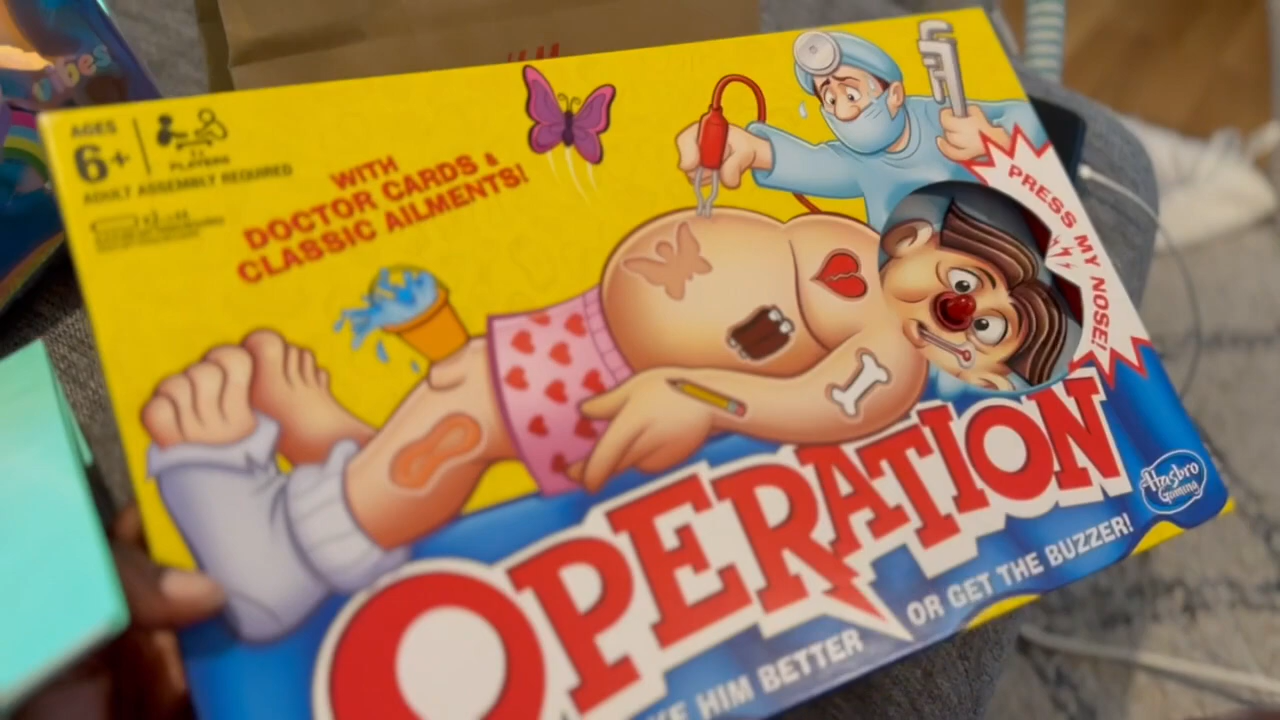 AGES
6+
PLAYERS
ADULT ASSEMBLY REQUIRED
WITH
DOCTOR CARDS &
CLASSIC AILMENTS!
PRESS MY NOSE!
OPERATION
Hasbro
Gaming
HIM BETTER
OR GET THE BUZZER!